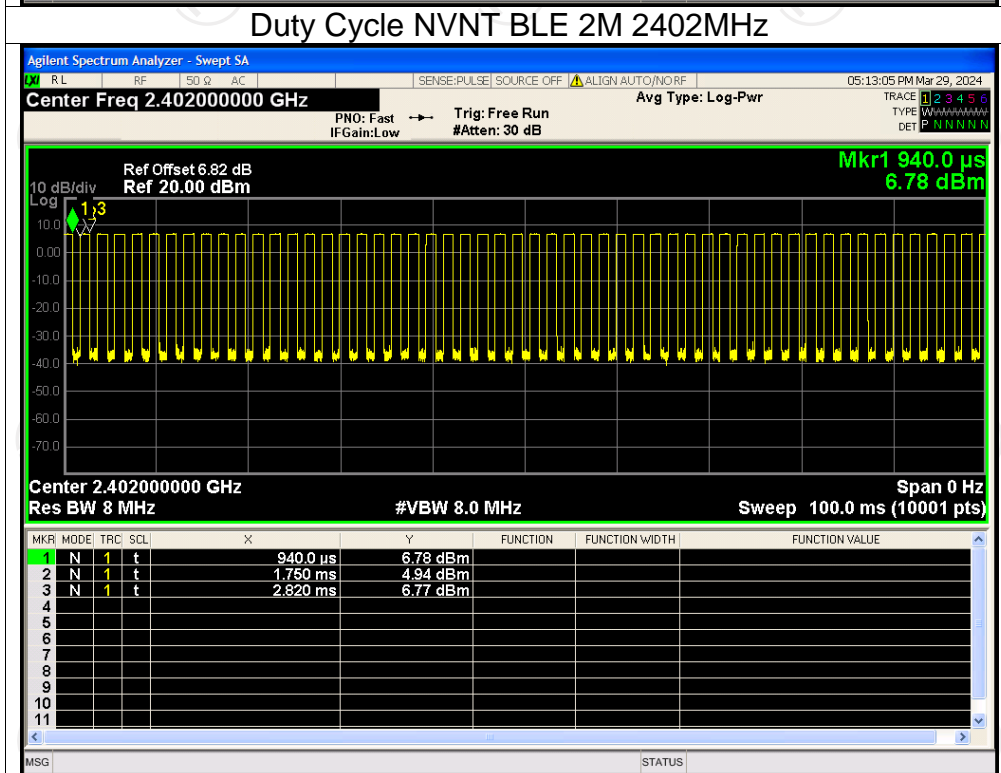 Duty Cycle NVNT BLE 2M 2402MHz
Agilent Spectrum Analyzer - Swept SA
LXI RL RF 50 Ω AC SENSE:PULSE SOURCE OFF ALIGN AUTO/NO RF 05:13:05 PM Mar 29, 2024
Center Freq 2.402000000 GHz Avg Type: Log-Pwr TRACE 1 2 3 4 5 6
PNO: Fast Trig: Free Run TYPE WWWWWW
IFGain:Low #Atten: 30 dB DET P N N N N N
Mkr1 940.0 µs
Ref Offset 6.82 dB
10 dB/div Ref 20.00 dBm 6.78 dBm
Log
1 3
10.0
0.00
-10.0
-20.0
-30.0
-40.0
-50.0
-60.0
-70.0
Center 2.402000000 GHz Span 0 Hz
Res BW 8 MHz #VBW 8.0 MHz Sweep 100.0 ms (10001 pts)
MKR MODE TRC SCL X Y FUNCTION FUNCTION WIDTH FUNCTION VALUE
1 N 1 t 940.0 µs 6.78 dBm
2 N 1 t 1.750 ms 4.94 dBm
3 N 1 t 2.820 ms 6.77 dBm
4
5
6
7
8
9
10
11
MSG STATUS